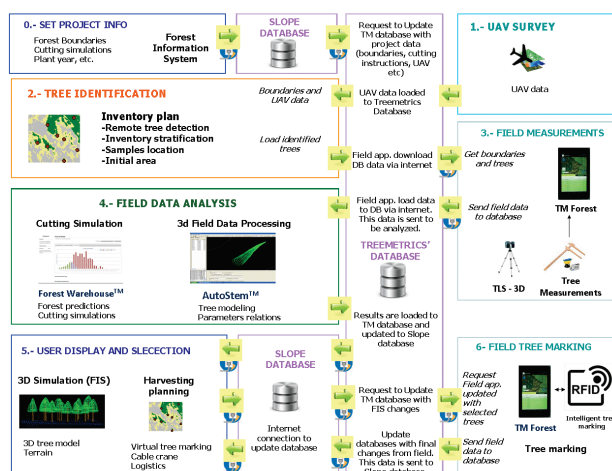 0.- SET PROJECT INFO
Forest Boundaries
Cutting simulations
Plant year, etc.
Forest
Information
System
SLOPE
DATABASE
Request to Update
TM database with
project data
(boundaries, cutting
instructions, UAV
etc)
1.- UAV SURVEY
UAV data
2.- TREE IDENTIFICATION
Inventory plan
-Remote tree detection
-Inventory stratification
-Samples location
-Initial area
Boundaries and
UAV data
Load identified
trees
UAV data loaded
to Treemetrics
Database
Field app. download
DB data via internet
3.- FIELD MEASUREMENTS
Get boundaries
and trees
Send field data
to database
TM Forest
TLS - 3D
Tree
Measurements
4.- FIELD DATA ANALYSIS
Cutting Simulation
Forest Warehouse™
Forest predictions
Cutting simulations
3d Field Data Processing
AutoStem™
Tree modeling
Parameters relations
Field app. load data
to DB via internet.
This data is sent to
be analyzed.
TREEMETRICS'
DATABASE
Results are loaded to
TM database and
updated to Slope
database
5.- USER DISPLAY AND SLECECTION
3D Simulation (FIS)
3D tree model
Terrain
Harvesting
planning
Virtual tree marking
Cable crane
Logistics
SLOPE
DATABASE
Internet
connection to
update database
Request to Update
TM database with
FIS changes
Update
databases with final
changes from field.
This data is sent to
Slope database
6- FIELD TREE MARKING
Request
Field app.
updated
with
selected
trees
Send field
data to
database
TM Forest
RFID
Intelligent tree
marking
Tree marking